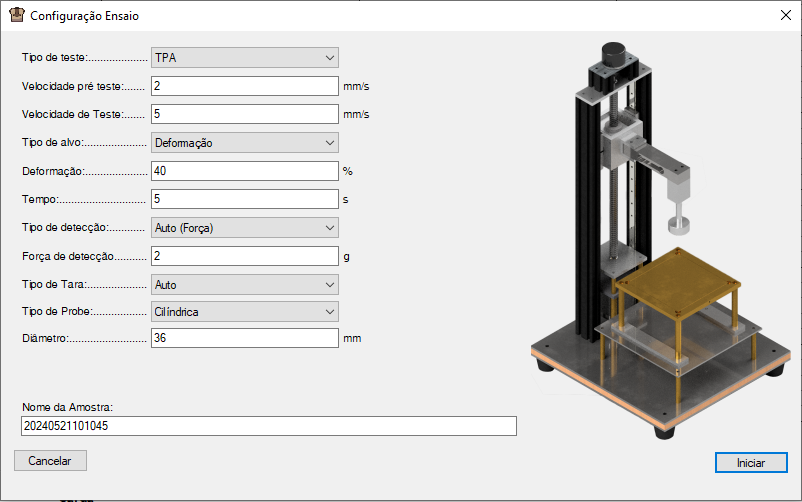 Configuração Ensaio
Tipo de teste:.................... TPA
Velocidade pré teste:....... 2 mm/s
Velocidade de Teste:....... 5 mm/s
Tipo de alvo:..................... Deformação
Deformação:..................... 40 %
Tempo:............................. 5 s
Tipo de detecção:............ Auto (Força)
Força de detecção........... 2 g
Tipo de Tara:.................... Auto
Tipo de Probe:.................. Cilíndrica
Diâmetro:.......................... 36 mm
Nome da Amostra:
20240521101045
Cancelar
Iniciar